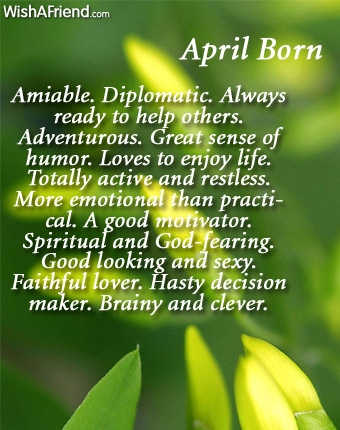 WishAFriend.com
April Born
Amiable. Diplomatic. Always
ready to help others.
Adventurous. Great sense of
humor. Loves to enjoy life.
Totally active and restless.
More emotional than practi-
cal. A good motivator.
Spiritual and God-fearing.
Good looking and sexy.
Faithful lover. Hasty decision
maker. Brainy and clever.